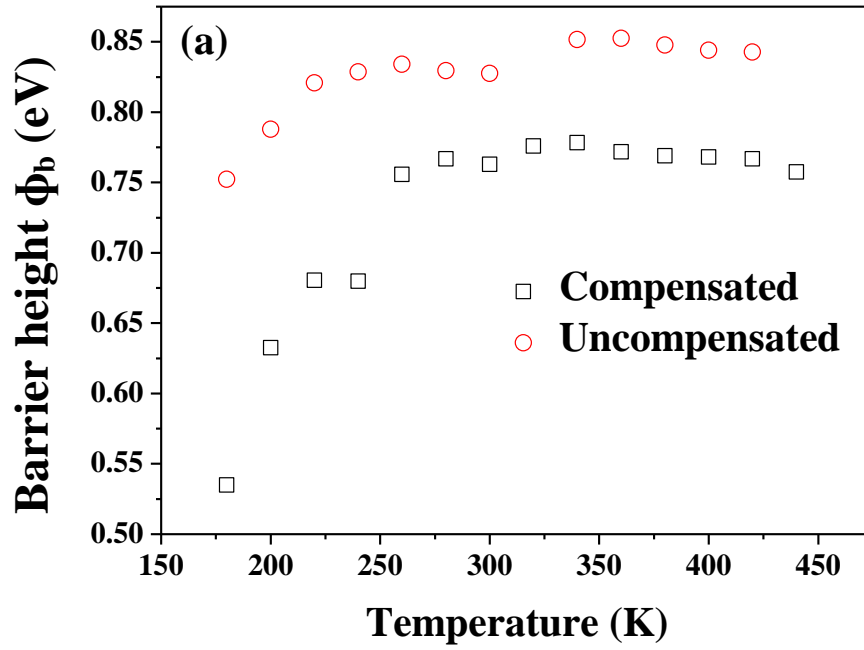 (a)
Barrier height ϕb (eV)
0.85
0.80
0.75
0.70
0.65
0.60
0.55
0.50
Compensated
Uncompensated
150 200 250 300 350 400 450
Temperature (K)